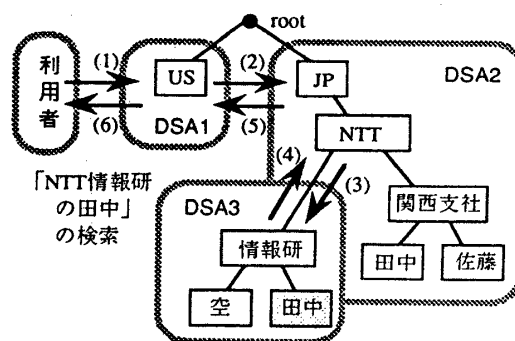 root
利用者
(1)
(6)
US
DSA1
(2)
(5)
JP
DSA2
NTT
「NTT情報研
の田中」
の検索
(4)
(3)
DSA3
情報研
空
田中
関西支社
田中
佐藤